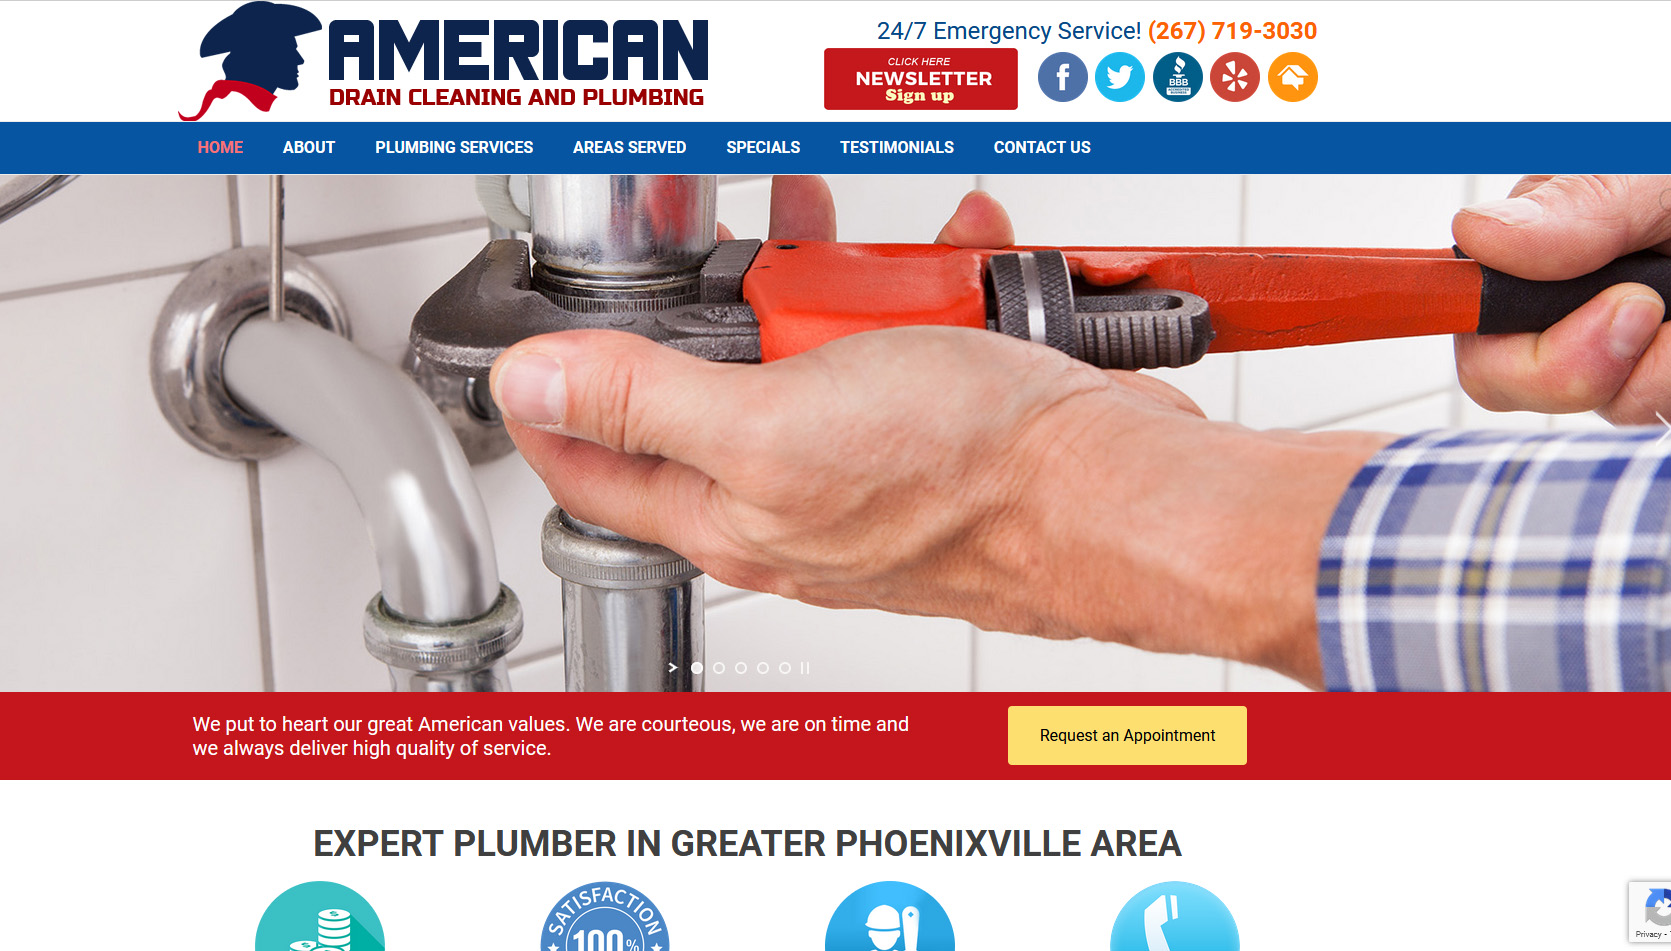 AMERICAN
DRAIN CLEANING AND PLUMBING
24/7 Emergency Service! (267) 719-3030
CLICK HERE
NEWSLETTER
Sign up
f
BBB
ACCREDITED
BUSINESS
HOME ABOUT PLUMBING SERVICES AREAS SERVED SPECIALS TESTIMONIALS CONTACT US
We put to heart our great American values. We are courteous, we are on time and
we always deliver high quality of service.
Request an Appointment
EXPERT PLUMBER IN GREATER PHOENIXVILLE AREA
SATISFACTION
100%
Privacy -